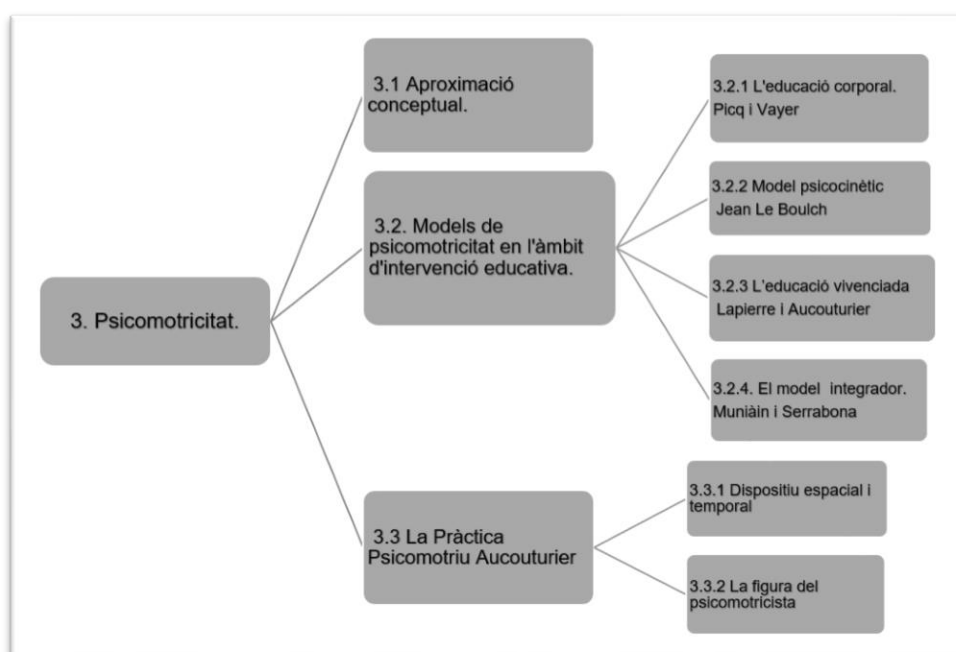 3. Psicomotricitat.
3.1 Aproximació
conceptual.
3.2. Models de
psicomotricitat en l'àmbit
d'intervenció educativa.
3.2.1 L'educació corporal.
Picq i Vayer
3.2.2 Model psicocinètic
Jean Le Boulch
3.2.3 L'educació vivenciada
Lapierre i Aucouturier
3.2.4. El model integrador.
Muniàin i Serrabona
3.3 La Pràctica
Psicomotriu Aucouturier
3.3.1 Dispositiu espacial i
temporal
3.3.2 La figura del
psicomotricista